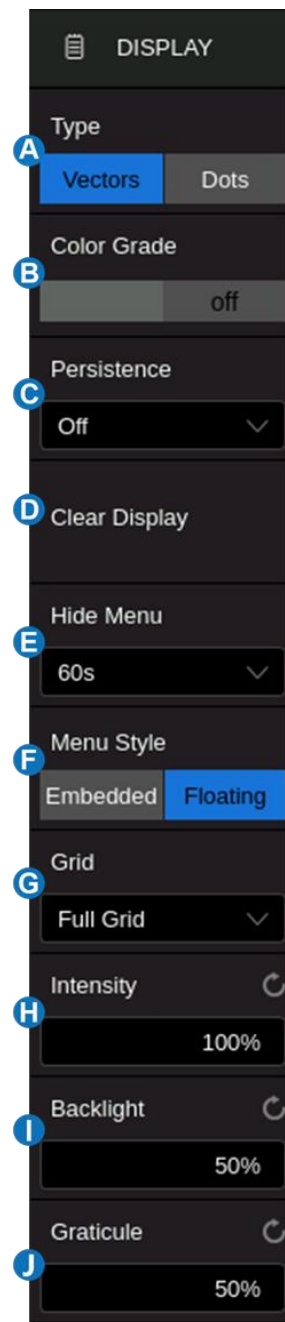 DISPLAY
Type
A
Vectors Dots
Color Grade
B
off
Persistence
C
Off
D
Clear Display
Hide Menu
E
60s
Menu Style
F
Embedded Floating
Grid
G
Full Grid
Intensity
H
100%
Backlight
I
50%
Graticule
J
50%